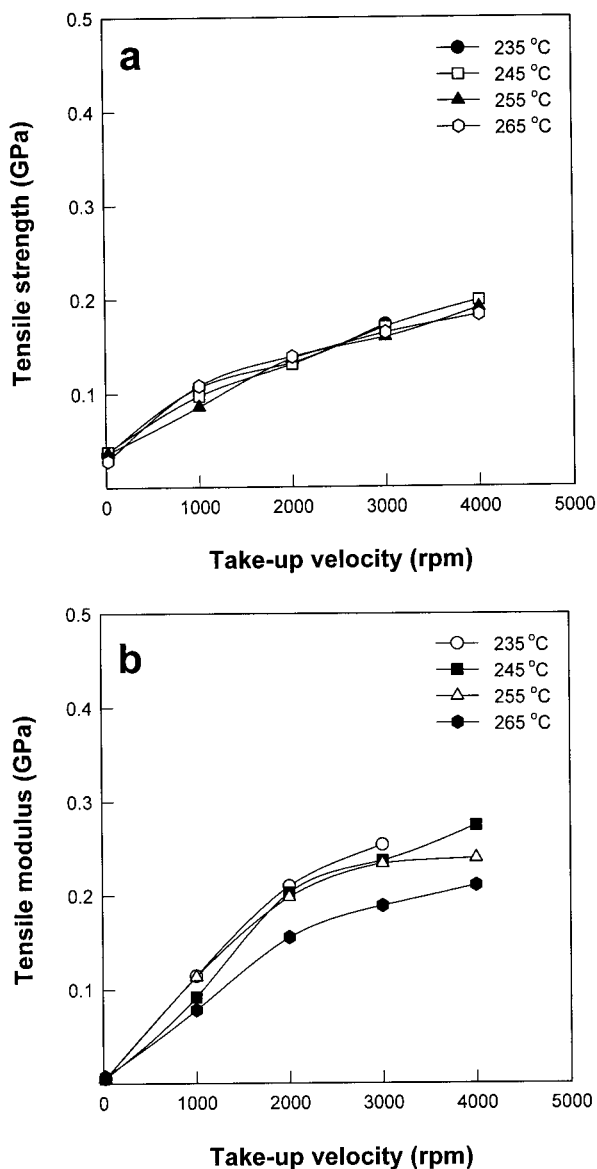 a
0.5
0.4
0.3
0.2
0.1
Tensile strength (GPa)
235 °C
245 °C
255 °C
265 °C
0 1000 2000 3000 4000 5000
Take-up velocity (rpm)
b
0.5
0.4
0.3
0.2
0.1
Tensile modulus (GPa)
235 °C
245 °C
255 °C
265 °C
0 1000 2000 3000 4000 5000
Take-up velocity (rpm)